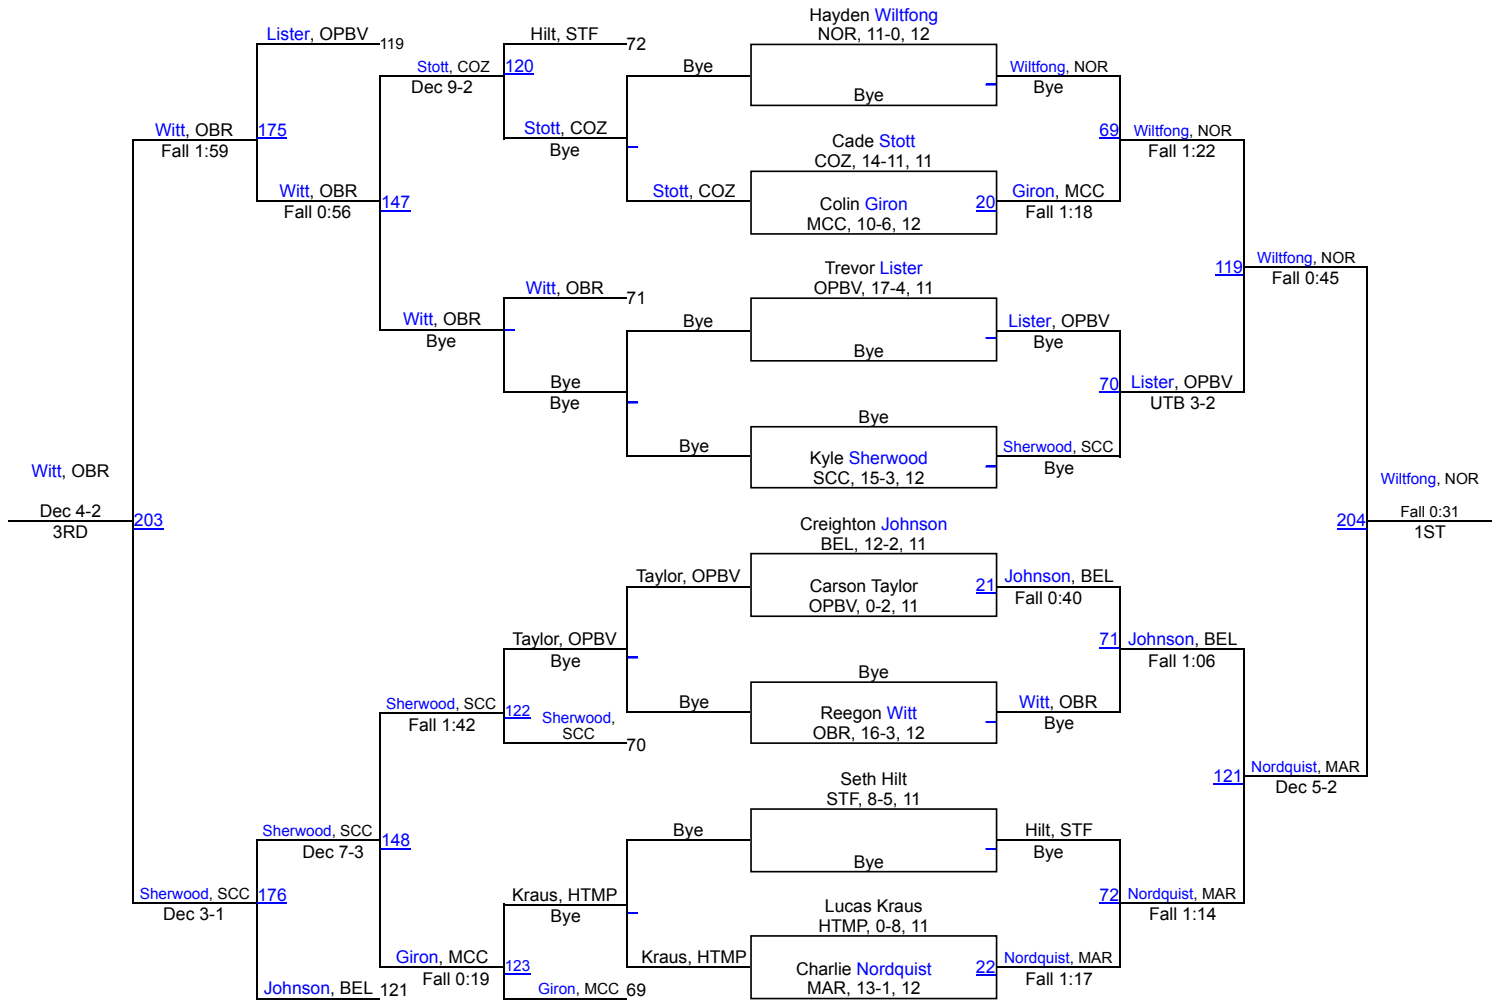 Hayden Wiltfong
NOR, 11-0, 12
Lister, OPBV
119
Hilt, STF
72
Stott, COZ
120
Dec 9-2
Bye
Bye
Wiltfong, NOR
Bye
Witt, OBR
175
Fall 1:59
Stott, COZ
Bye
Cade Stott
COZ, 14-11, 11
69
Wiltfong, NOR
Fall 1:22
Witt, OBR
Fall 0:56
147
Stott, COZ
Colin Giron
MCC, 10-6, 12
20
Giron, MCC
Fall 1:18
Trevor Lister
OPBV, 17-4, 11
119
Wiltfong, NOR
Fall 0:45
Witt, OBR
71
Witt, OBR
Bye
Bye
Bye
Lister, OPBV
Bye
Bye
Bye
70
Lister, OPBV
UTB 3-2
Bye
Bye
Kyle Sherwood
SCC, 15-3, 12
Sherwood, SCC
Bye
Witt, OBR
Dec 4-2
3RD
203
Wiltfong, NOR
204
Fall 0:31
1ST
Creighton Johnson
BEL, 12-2, 11
Taylor, OPBV
Carson Taylor
OPBV, 0-2, 11
21
Johnson, BEL
Fall 0:40
Taylor, OPBV
Bye
71
Johnson, BEL
Fall 1:06
Sherwood, SCC
Fall 1:42
122
Sherwood,
SCC
70
Bye
Bye
Reegon Witt
OBR, 16-3, 12
Witt, OBR
Bye
Seth Hilt
STF, 8-5, 11
121
Nordquist, MAR
Dec 5-2
Sherwood, SCC
Dec 7-3
148
Bye
Bye
Hilt, STF
Bye
Sherwood, SCC
Dec 3-1
176
Kraus, HTMP
Bye
Lucas Kraus
HTMP, 0-8, 11
72
Nordquist, MAR
Fall 1:14
Giron, MCC
Fall 0:19
123
Kraus, HTMP
Charlie Nordquist
MAR, 13-1, 12
22
Nordquist, MAR
Fall 1:17
Johnson, BEL
121
Giron, MCC
69